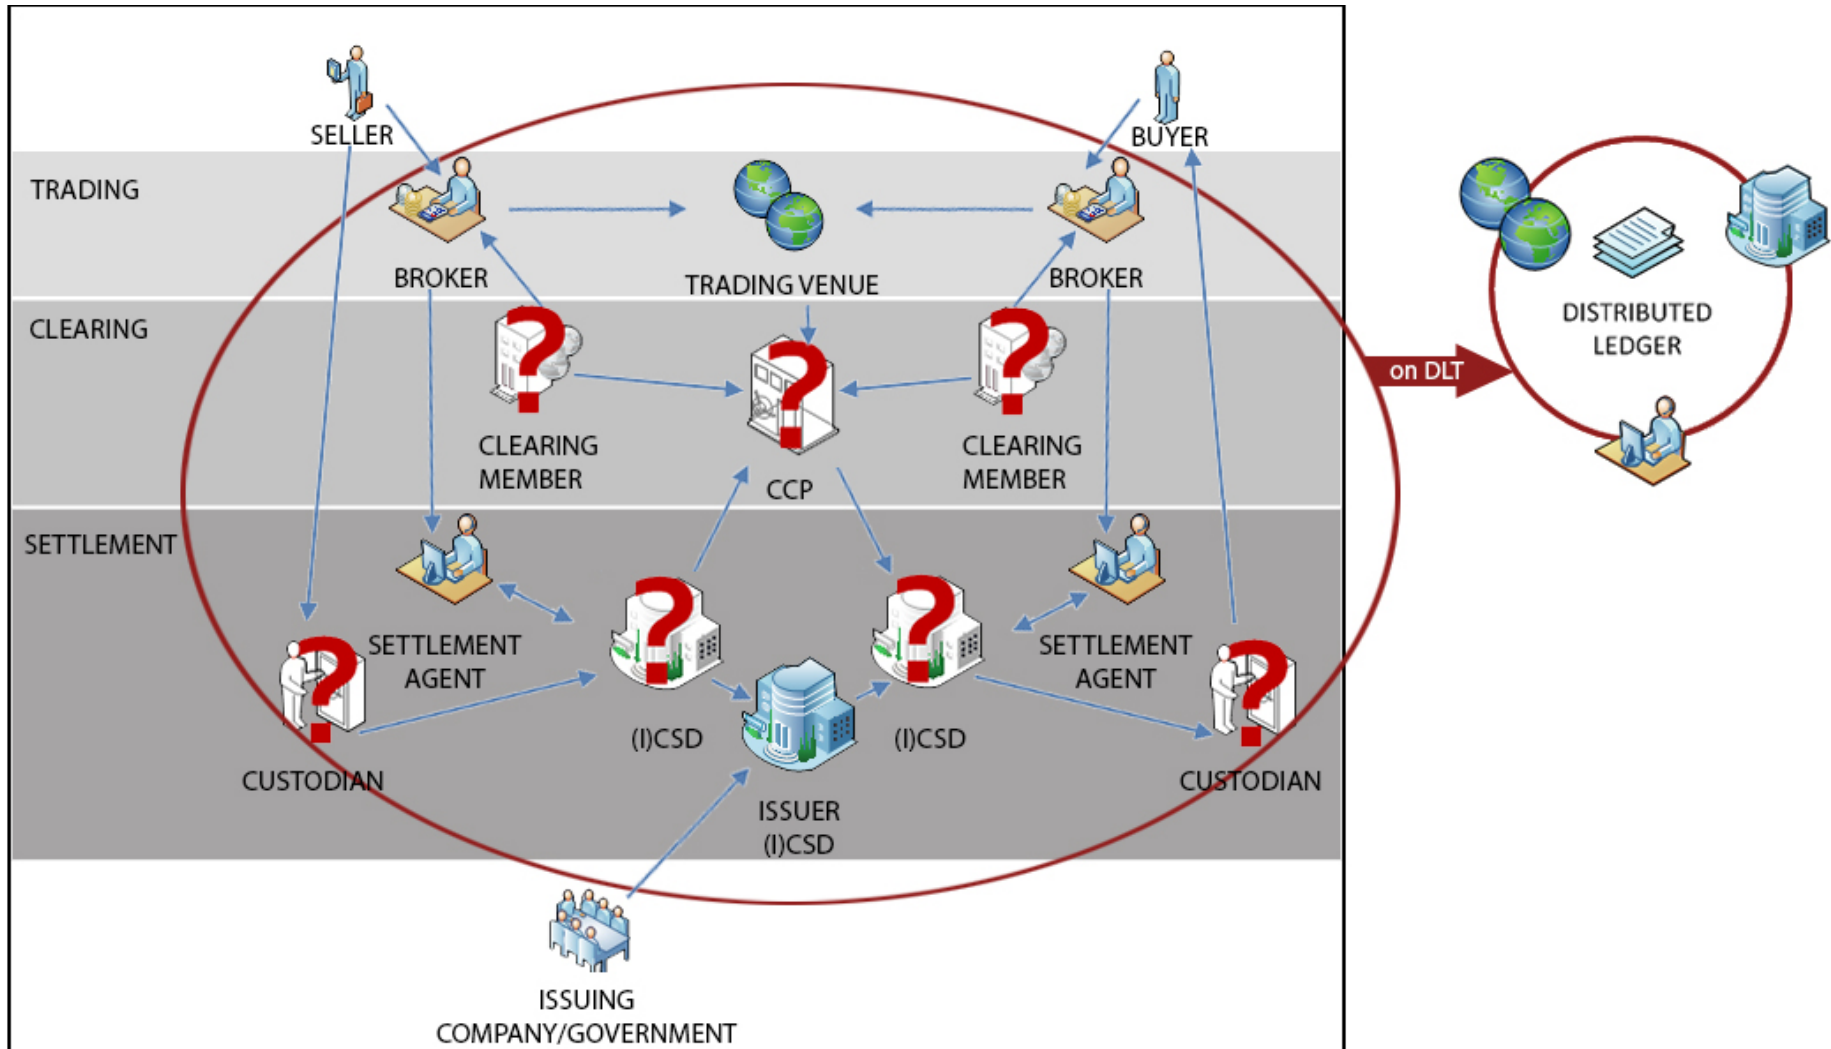 SELLER
BUYER
TRADING
BROKER
TRADING VENUE
BROKER
CLEARING
?
?
?
CLEARING
MEMBER
CCP
CLEARING
MEMBER
SETTLEMENT
?
?
SETTLEMENT
AGENT
SETTLEMENT
AGENT
?
?
(I)CSD
(I)CSD
CUSTODIAN
CUSTODIAN
ISSUER
(I)CSD
ISSUING
COMPANY/GOVERNMENT
on DLT
DISTRIBUTED
LEDGER